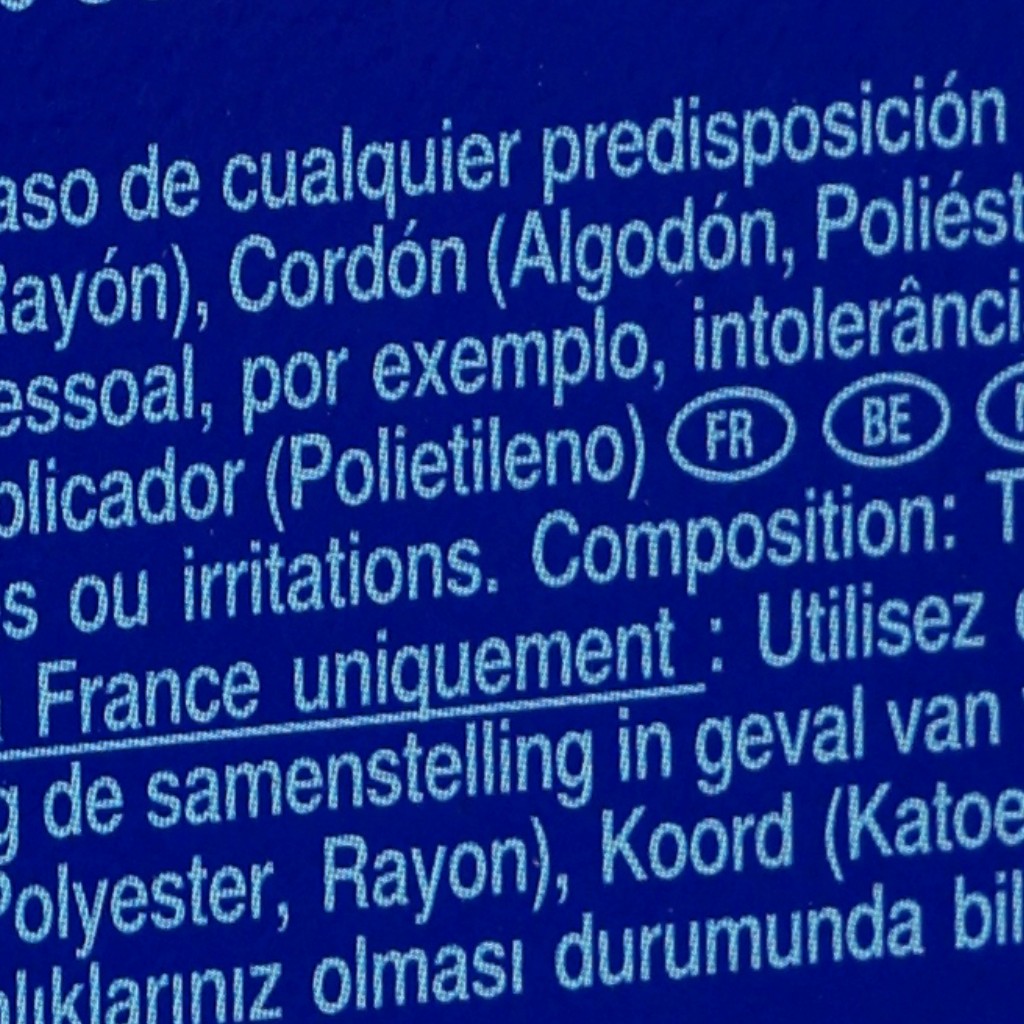 aso de cualquier predisposición
Rayón), Cordón (Algodón, Poliést
essoal, por exemplo, intolerânci
plicador (Polietileno) FR BE
s ou irritations. Composition: T
France uniquement : Utilisez
g de samenstelling in geval van
Polyester, Rayon), Koord (Katoe
lıklarınız olması durumunda bil